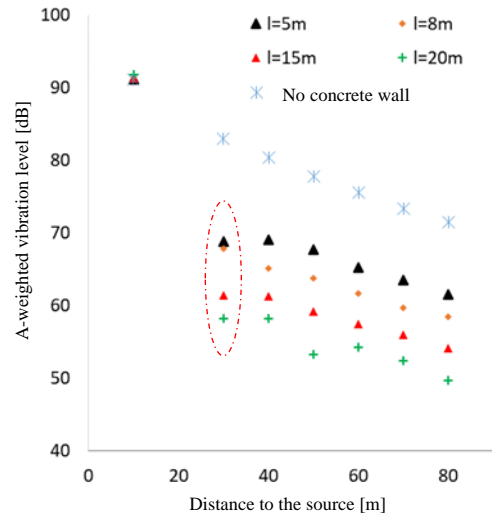 A-weighted vibration level [dB]
100
90
80
70
60
50
40
l=5m
l=8m
l=15m
l=20m
No concrete wall
0
20
40
60
80
Distance to the source [m]